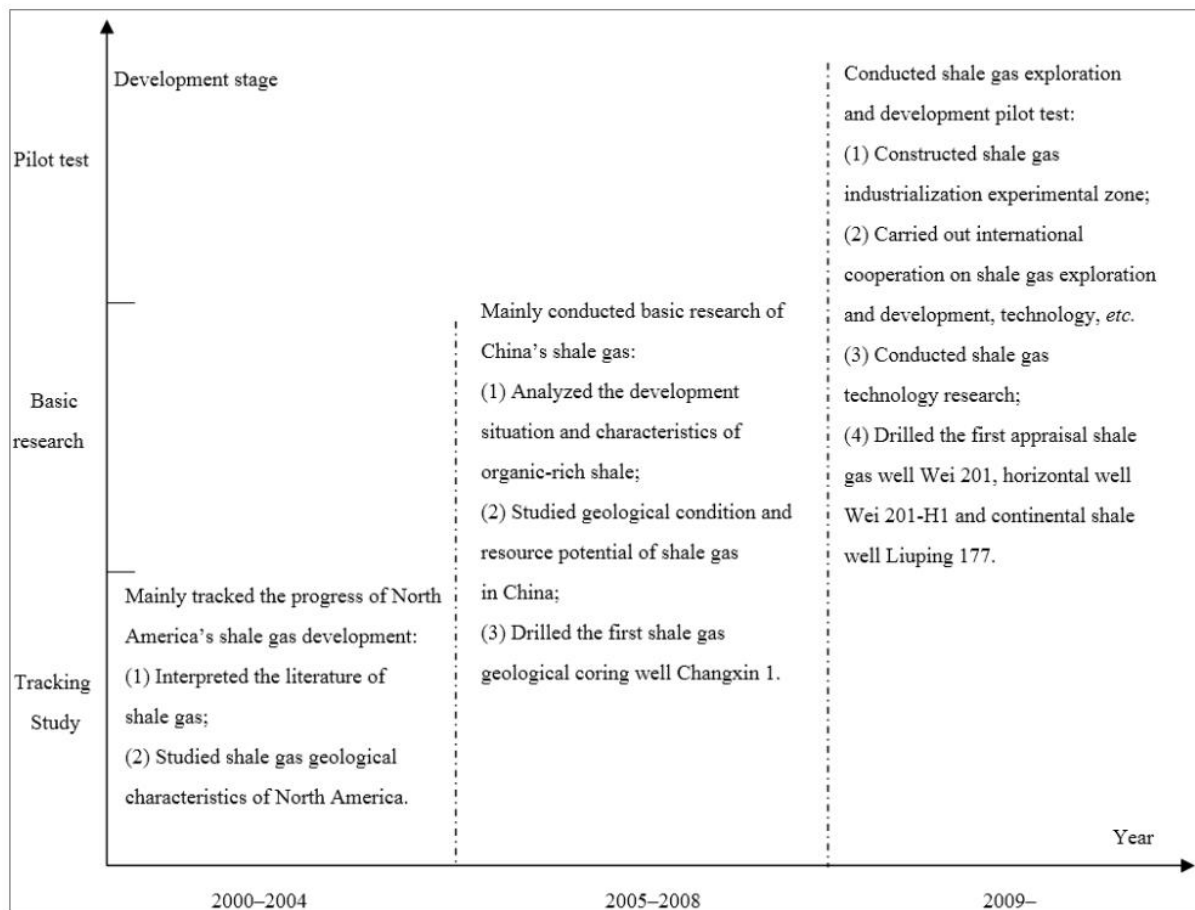 Development stage
Pilot test
Basic
research
Tracking
Study
Mainly tracked the progress of North
America's shale gas development:
(1) Interpreted the literature of
shale gas;
(2) Studied shale gas geological
characteristics of North America.
Mainly conducted basic research of
China's shale gas:
(1) Analyzed the development
situation and characteristics of
organic-rich shale;
(2) Studied geological condition and
resource potential of shale gas
in China;
(3) Drilled the first shale gas
geological coring well Changxin 1.
Conducted shale gas exploration
and development pilot test:
(1) Constructed shale gas
industrialization experimental zone;
(2) Carried out international
cooperation on shale gas exploration
and development, technology, etc.
(3) Conducted shale gas
technology research;
(4) Drilled the first appraisal shale
gas well Wei 201, horizontal well
Wei 201-H1 and continental shale
well Liuping 177.
Year
2000–2004
2005–2008
2009–